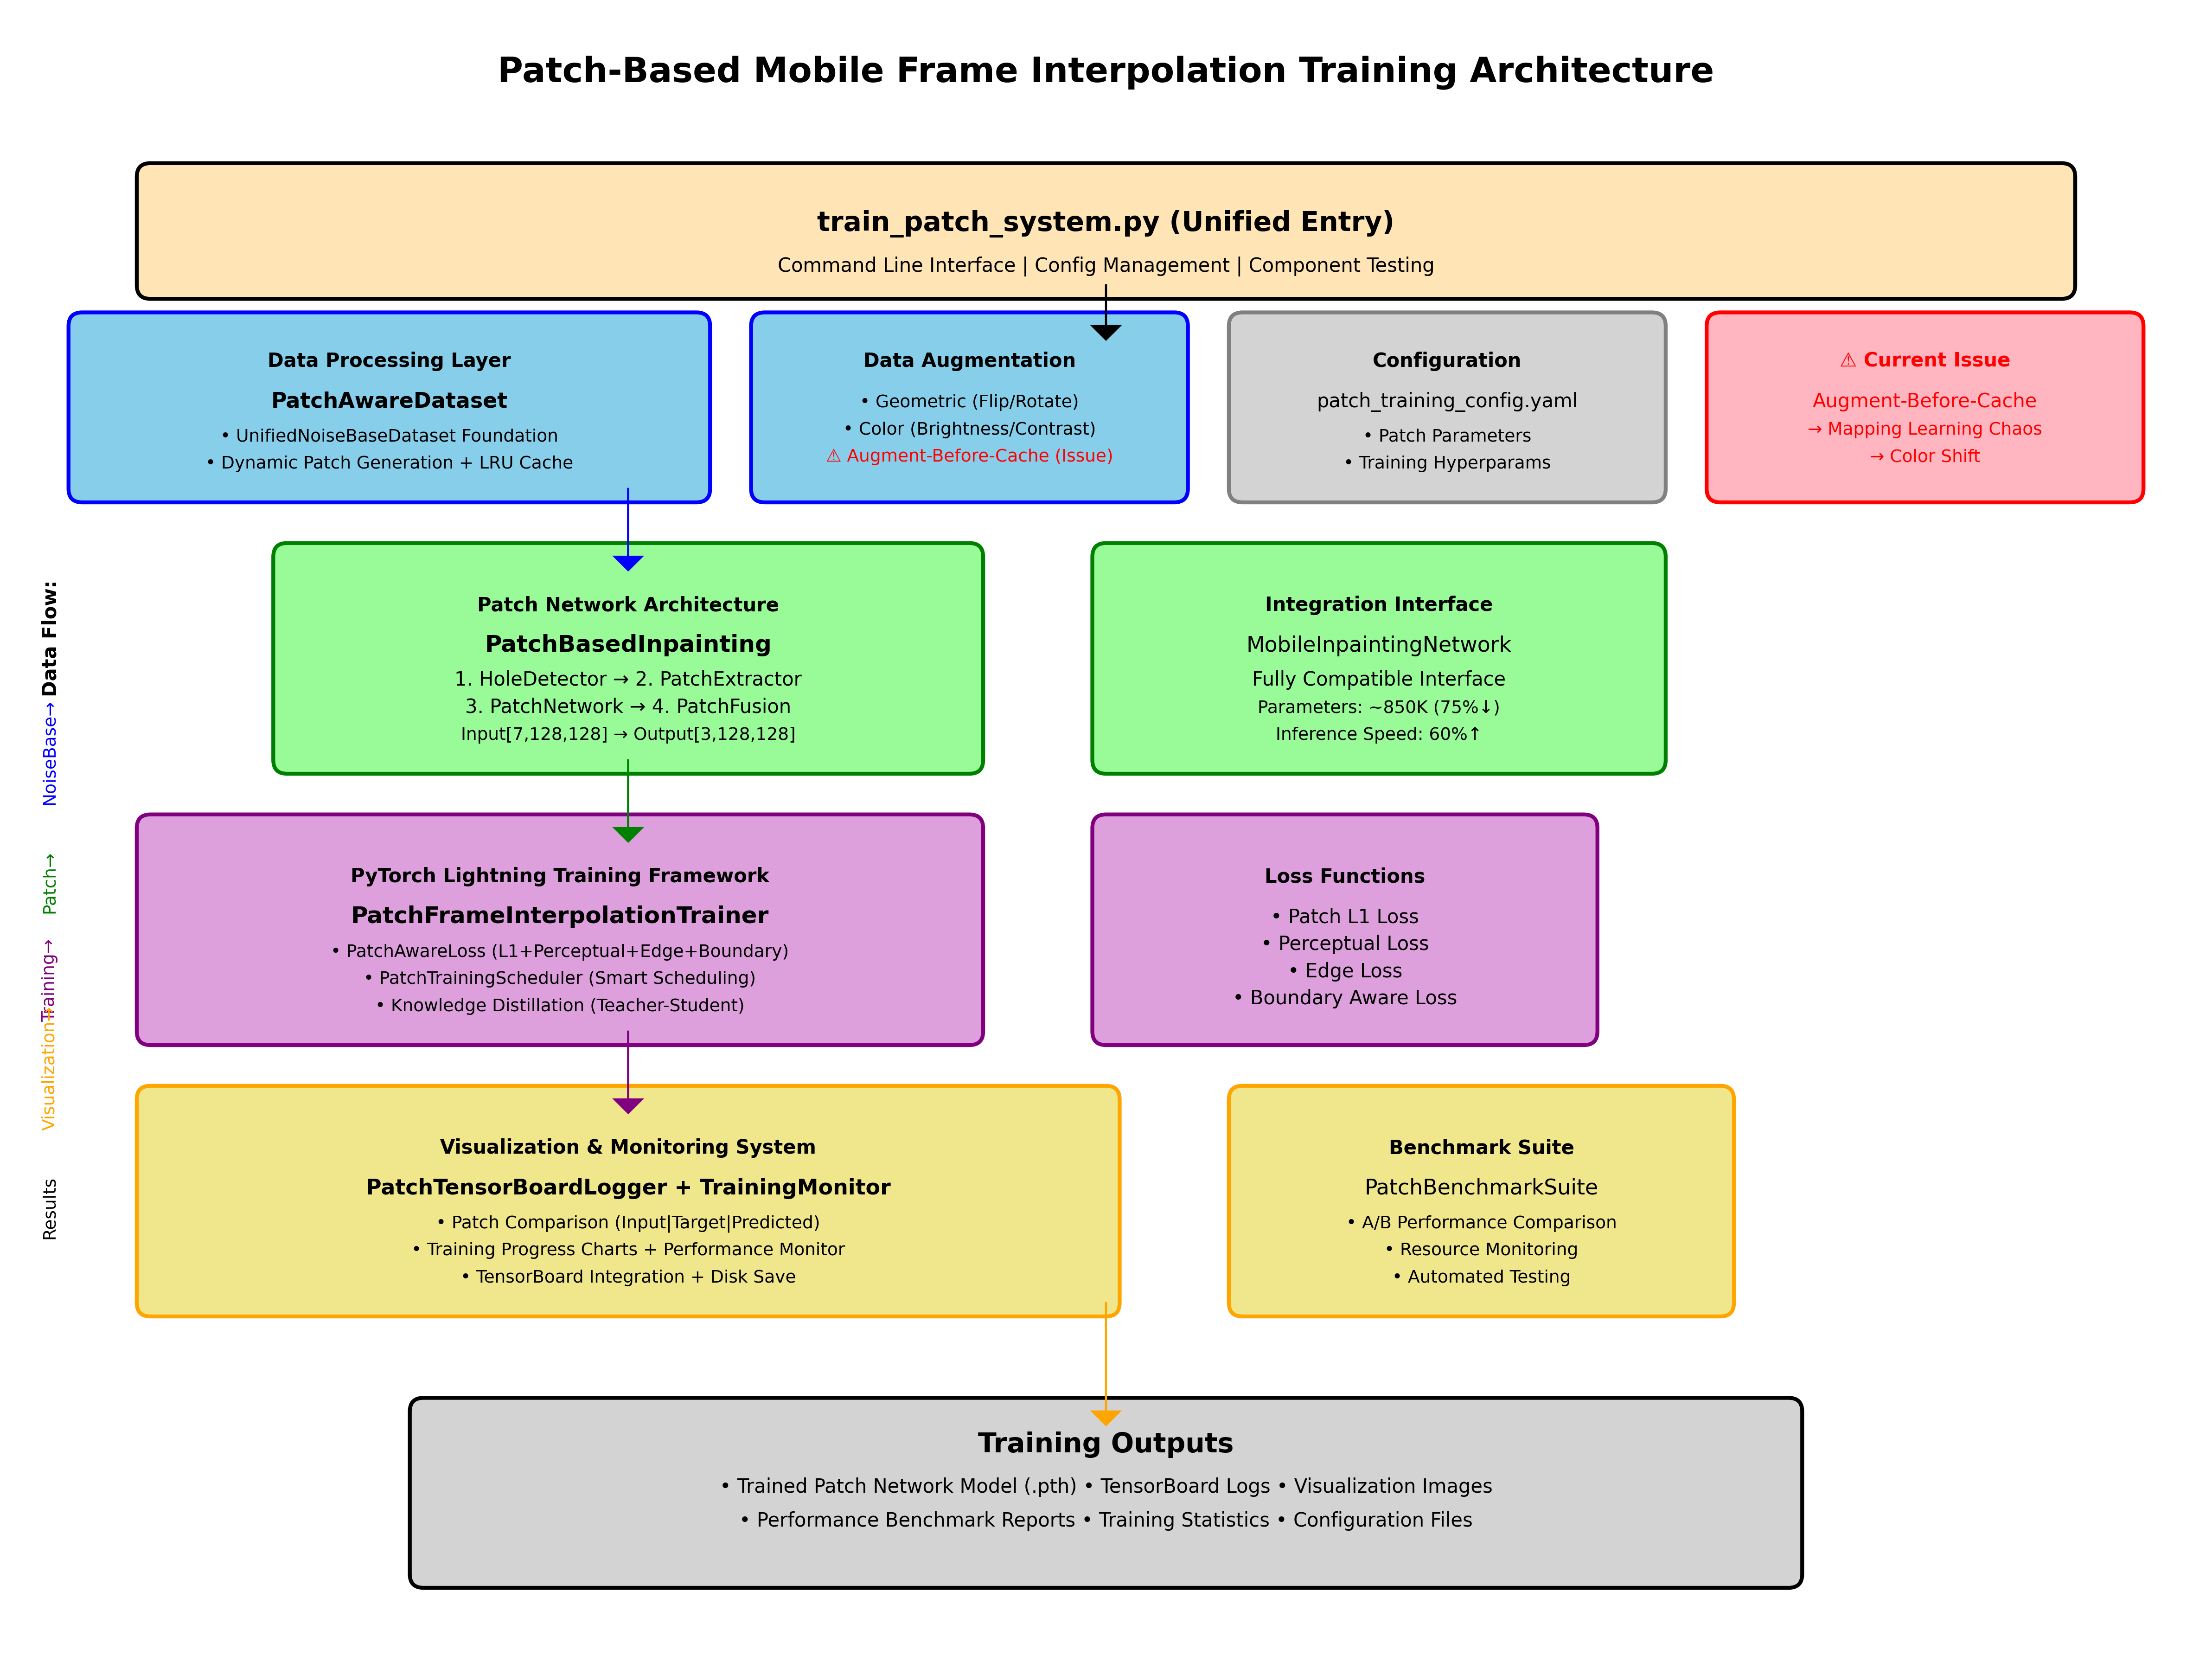 Patch-Based Mobile Frame Interpolation Training Architecture
train_patch_system.py (Unified Entry)
Command Line Interface | Config Management | Component Testing
Data Processing Layer
PatchAwareDataset
• UnifiedNoiseBaseDataset Foundation
• Dynamic Patch Generation + LRU Cache
Data Augmentation
• Geometric (Flip/Rotate)
• Color (Brightness/Contrast)
⚠ Augment-Before-Cache (Issue)
Configuration
patch_training_config.yaml
• Patch Parameters
• Training Hyperparams
⚠ Current Issue
Augment-Before-Cache
→ Mapping Learning Chaos
→ Color Shift
Data Flow:
NoiseBase→
Patch→
Training→
Visualization→
Results
Patch Network Architecture
PatchBasedInpainting
1. HoleDetector → 2. PatchExtractor
3. PatchNetwork → 4. PatchFusion
Input[7,128,128] → Output[3,128,128]
Integration Interface
MobileInpaintingNetwork
Fully Compatible Interface
Parameters: ~850K (75%↓)
Inference Speed: 60%↑
PyTorch Lightning Training Framework
PatchFrameInterpolationTrainer
• PatchAwareLoss (L1+Perceptual+Edge+Boundary)
• PatchTrainingScheduler (Smart Scheduling)
• Knowledge Distillation (Teacher-Student)
Loss Functions
• Patch L1 Loss
• Perceptual Loss
• Edge Loss
• Boundary Aware Loss
Visualization & Monitoring System
PatchTensorBoardLogger + TrainingMonitor
• Patch Comparison (Input|Target|Predicted)
• Training Progress Charts + Performance Monitor
• TensorBoard Integration + Disk Save
Benchmark Suite
PatchBenchmarkSuite
• A/B Performance Comparison
• Resource Monitoring
• Automated Testing
Training Outputs
• Trained Patch Network Model (.pth) • TensorBoard Logs • Visualization Images
• Performance Benchmark Reports • Training Statistics • Configuration Files